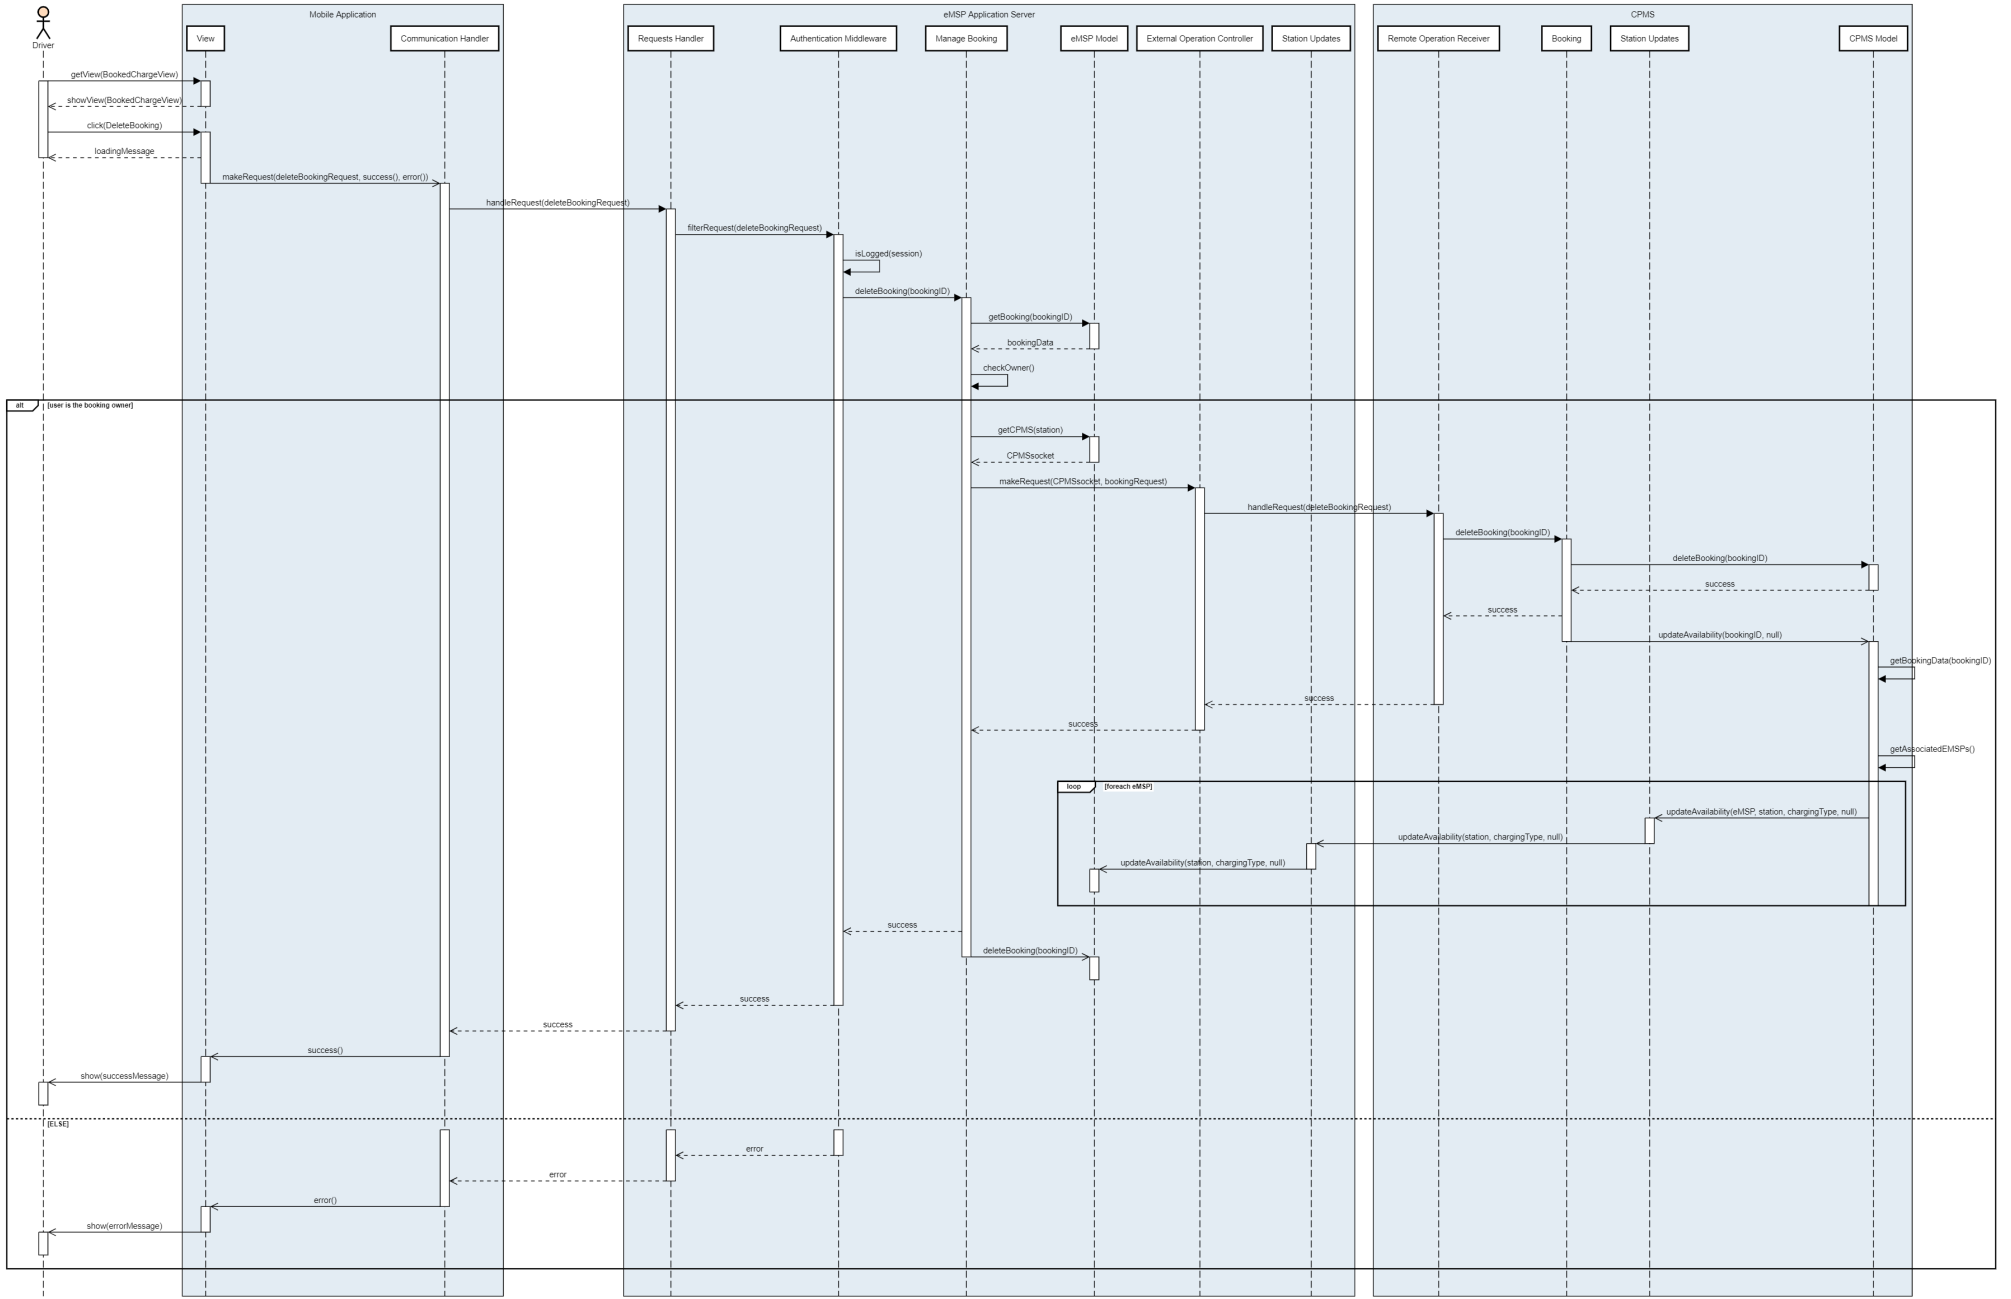 Mobile Application
eMSP Application Server
CPMS
Driver
View
Communication Handler
Requests Handler
Authentication Middleware
Manage Booking
eMSP Model
External Operation Controller
Station Updates
Remote Operation Receiver
Booking
Station Updates
CPMS Model
getView(BookedChargeView)
showView(BookedChargeView)
click(DeleteBooking)
loadingMessage
makeRequest(deleteBookingRequest, success(), error())
handleRequest(deleteBookingRequest)
filterRequest(deleteBookingRequest)
isLogged(session)
deleteBooking(bookingID)
getBooking(bookingID)
bookingData
checkOwner()
alt
[user is the booking owner]
getCPMS(station)
CPMSsocket
makeRequest(CPMSsocket, bookingRequest)
handleRequest(deleteBookingRequest)
deleteBooking(bookingID)
deleteBooking(bookingID)
success
success
updateAvailability(bookingID, null)
getBookingData(bookingID)
success
success
getAssociatedEMSPs()
loop
[foreach eMSP]
updateAvailability(eMSP, station, chargingType, null)
updateAvailability(station, chargingType, null)
updateAvailability(station, chargingType, null)
success
deleteBooking(bookingID)
success
success
success()
show(successMessage)
[ELSE]
error
error
error()
show(errorMessage)